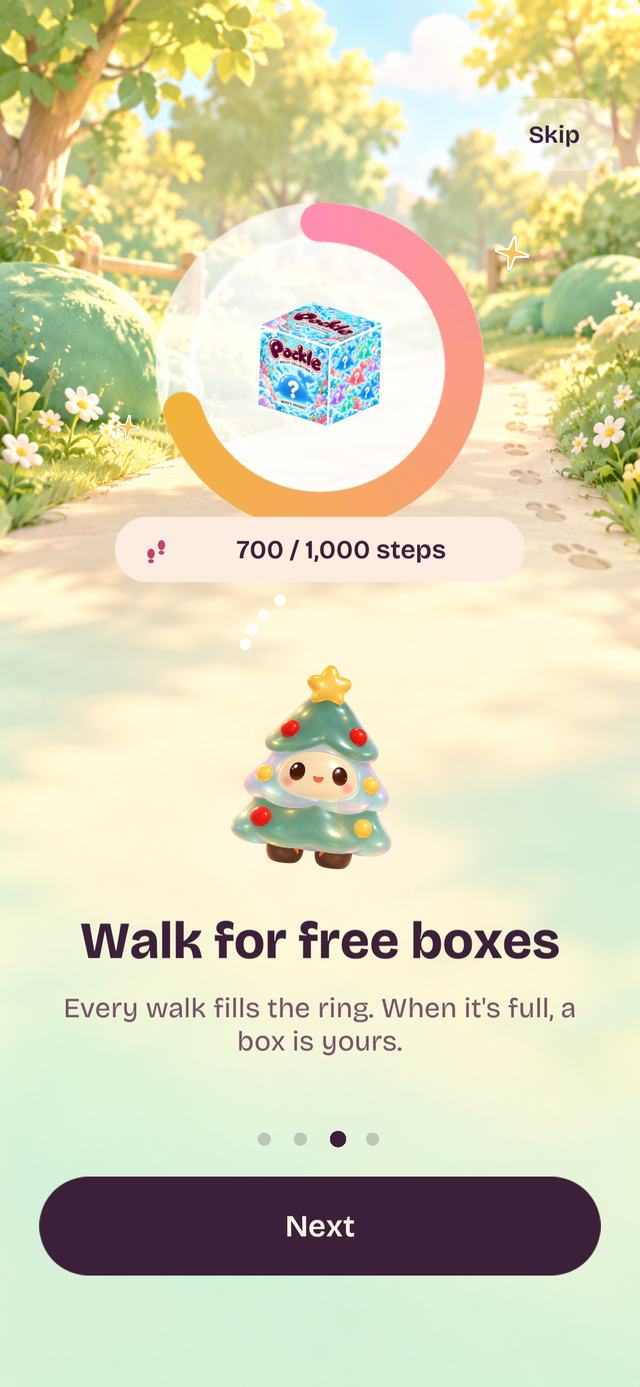 Skip
Pockle
Pockle
?
700 / 1,000 steps
Walk for free boxes
Every walk fills the ring. When it's full, a
box is yours.
Next